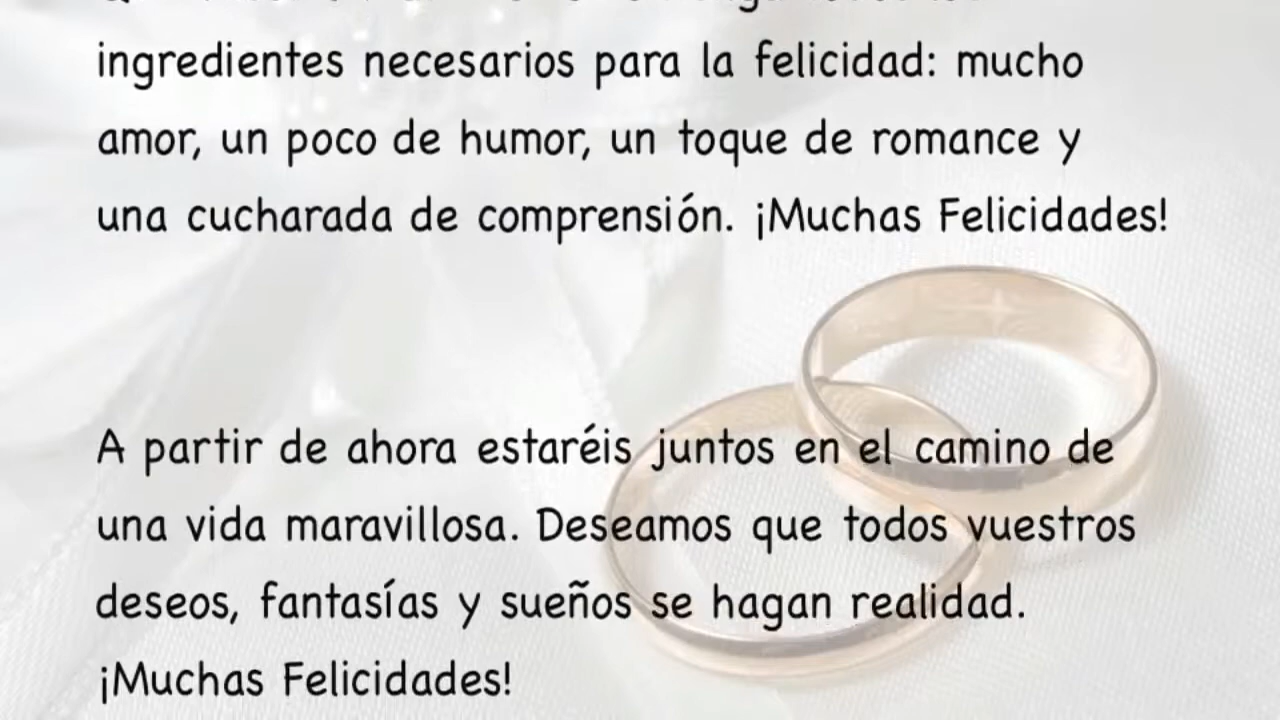 ingredientes necesarios para la felicidad: mucho
amor, un poco de humor, un toque de romance y
una cucharada de comprensión. ¡Muchas Felicidades!
A partir de ahora estaréis juntos en el camino de
una vida maravillosa. Deseamos que todos vuestros
deseos, fantasías y sueños se hagan realidad.
¡Muchas Felicidades!